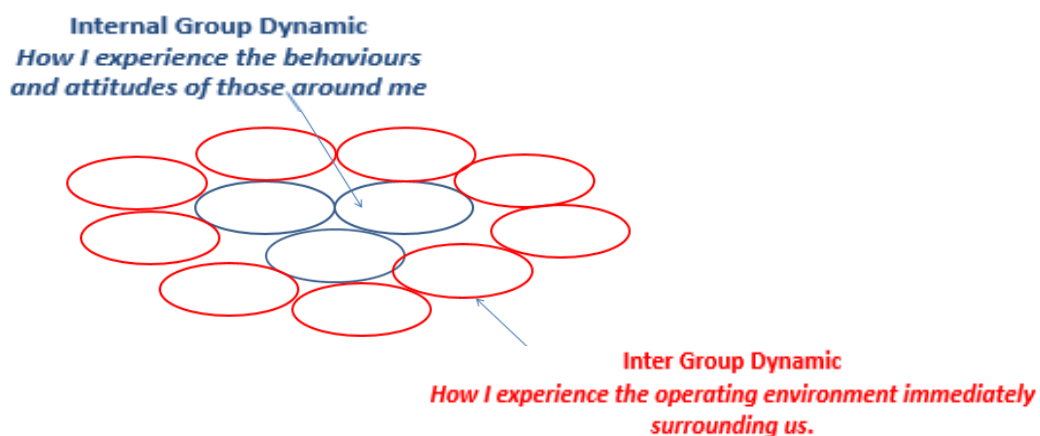 Internal Group Dynamic
How I experience the behaviours
and attitudes of those around me
Inter Group Dynamic
How I experience the operating environment immediately
surrounding us.